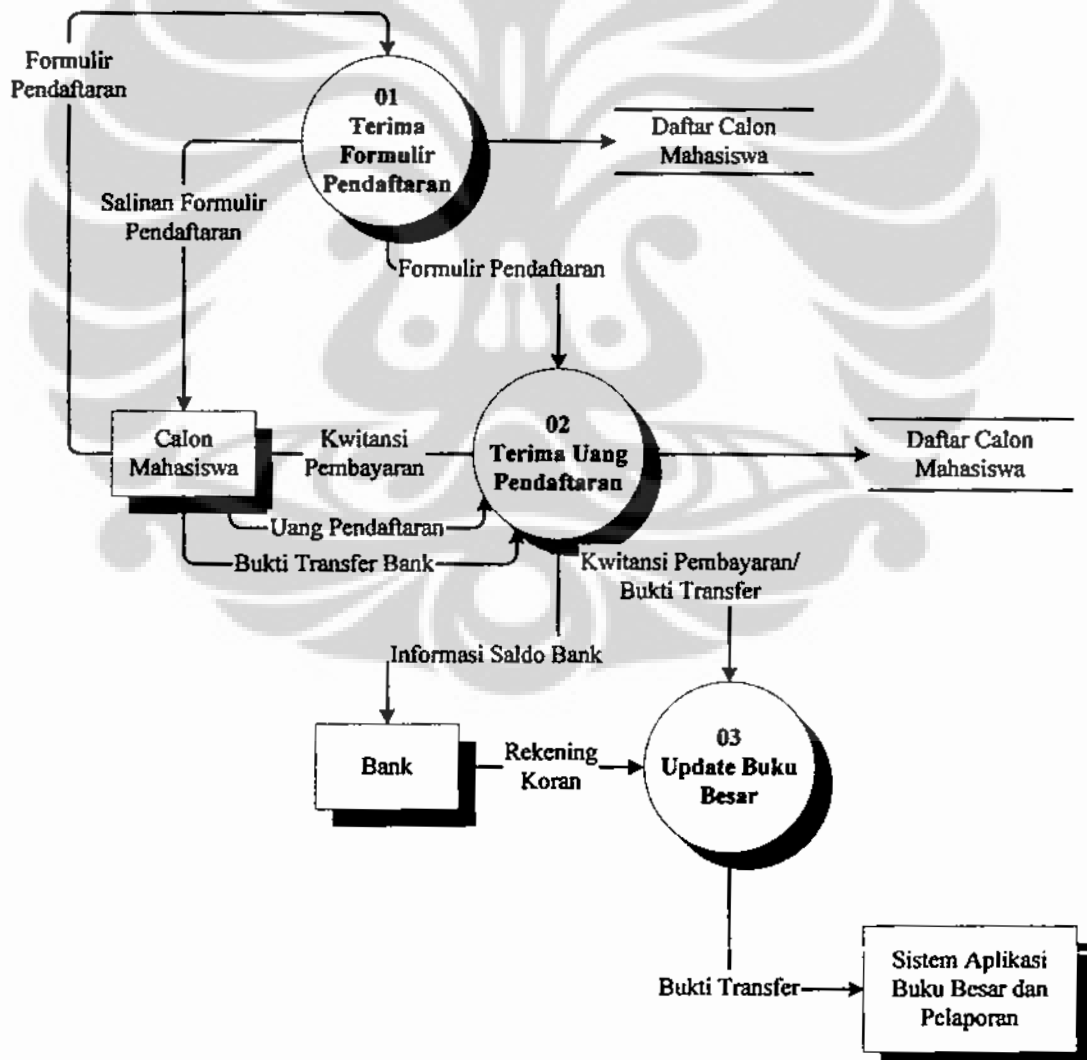 Formulir
Pendaftaran
01
Terima
Formulir
Pendaftaran
Daftar Calon
Mahasiswa
Salinan Formulir
Pendaftaran
Formulir Pendaftaran
Calon
Mahasiswa
Kwitansi
Pembayaran
02
Terima Uang
Pendaftaran
Daftar Calon
Mahasiswa
Uang Pendaftaran
Bukti Transfer Bank
Kwitansi Pembayaran/
Bukti Transfer
Informasi Saldo Bank
Bank
Rekening
Koran
03
Update Buku
Besar
Bukti Transfer
Sistem Aplikasi
Buku Besar dan
Pelaporan